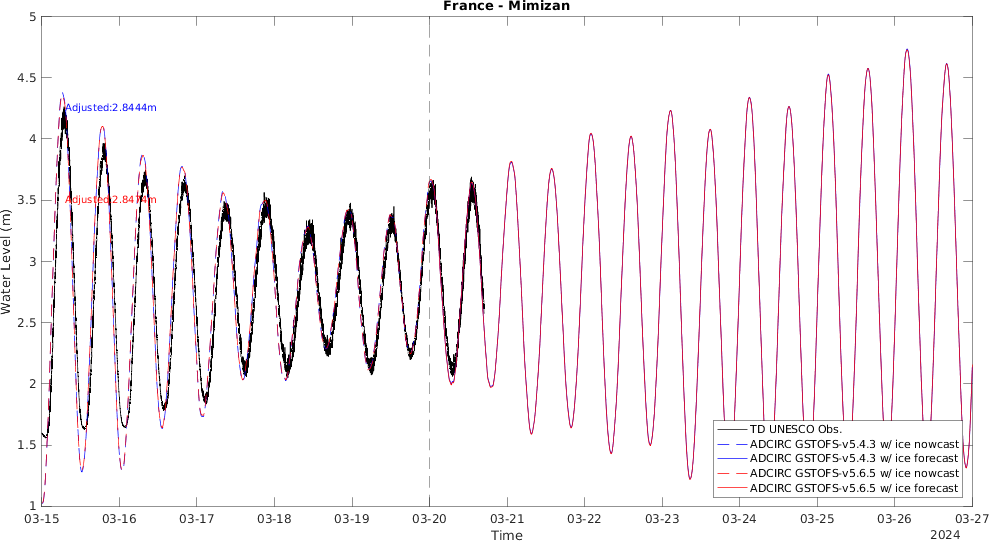 France - Mimizan
5
4.5
4
3.5
3
2.5
2
1.5
1
Water Level (m)
Adjusted:2.8444m
Adjusted:2.8474m
TD UNESCO Obs.
ADCIRC GSTOFS-v5.4.3 w/ ice nowcast
ADCIRC GSTOFS-v5.4.3 w/ ice forecast
ADCIRC GSTOFS-v5.6.5 w/ ice nowcast
ADCIRC GSTOFS-v5.6.5 w/ ice forecast
03-15 03-16 03-17 03-18 03-19 03-20 03-21 03-22 03-23 03-24 03-25 03-26 03-27
Time
2024